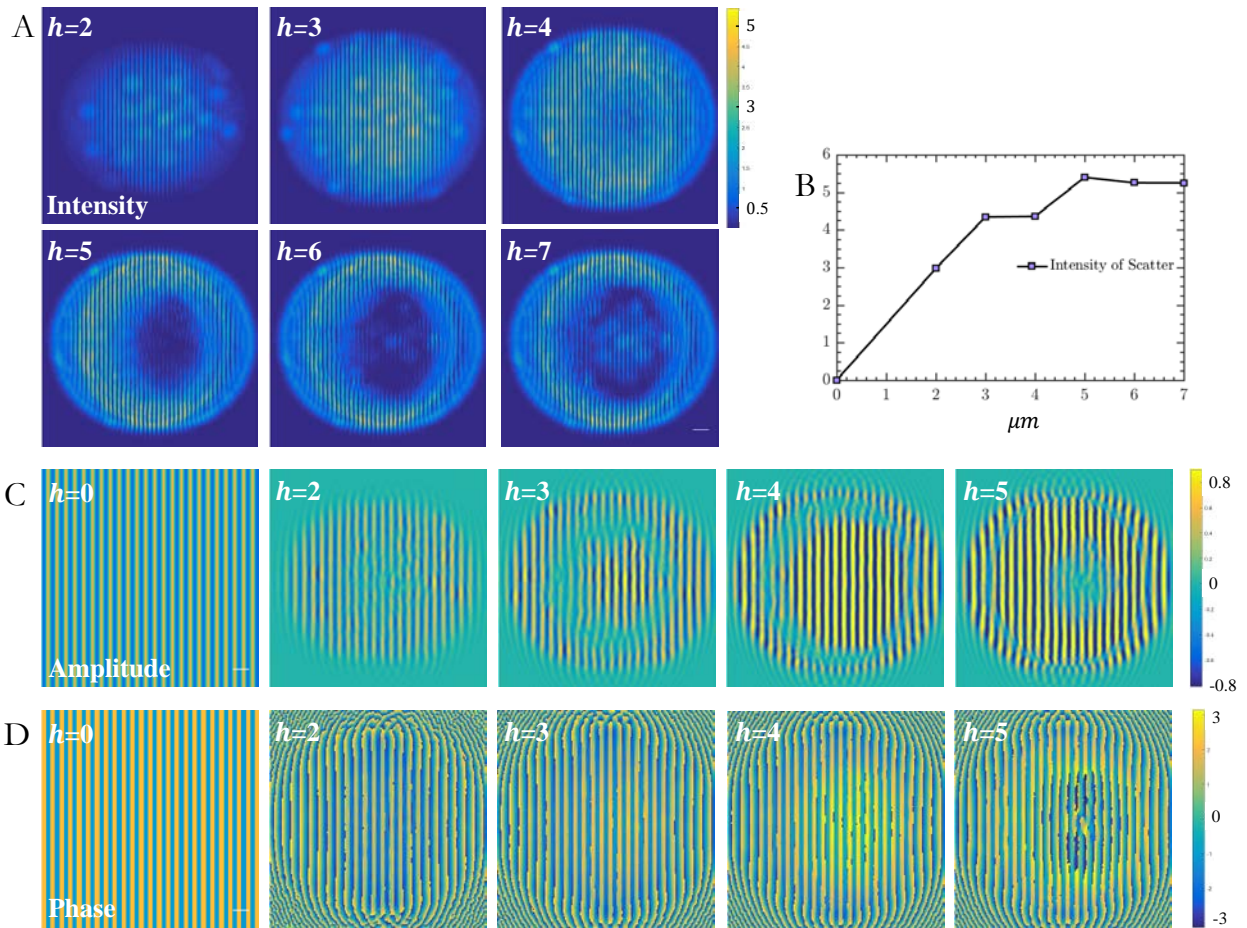 A
h=2
h=3
h=4
Intensity
5
3
0.5
h=5
h=6
h=7
B
6
5
4
3
2
1
0
Intensity of Scatter
0 1 2 3 4 5 6 7
μm
C
h=0
h=2
h=3
h=4
h=5
Amplitude
0.8
0
-0.8
D
h=0
h=2
h=3
h=4
h=5
Phase
3
0
-3